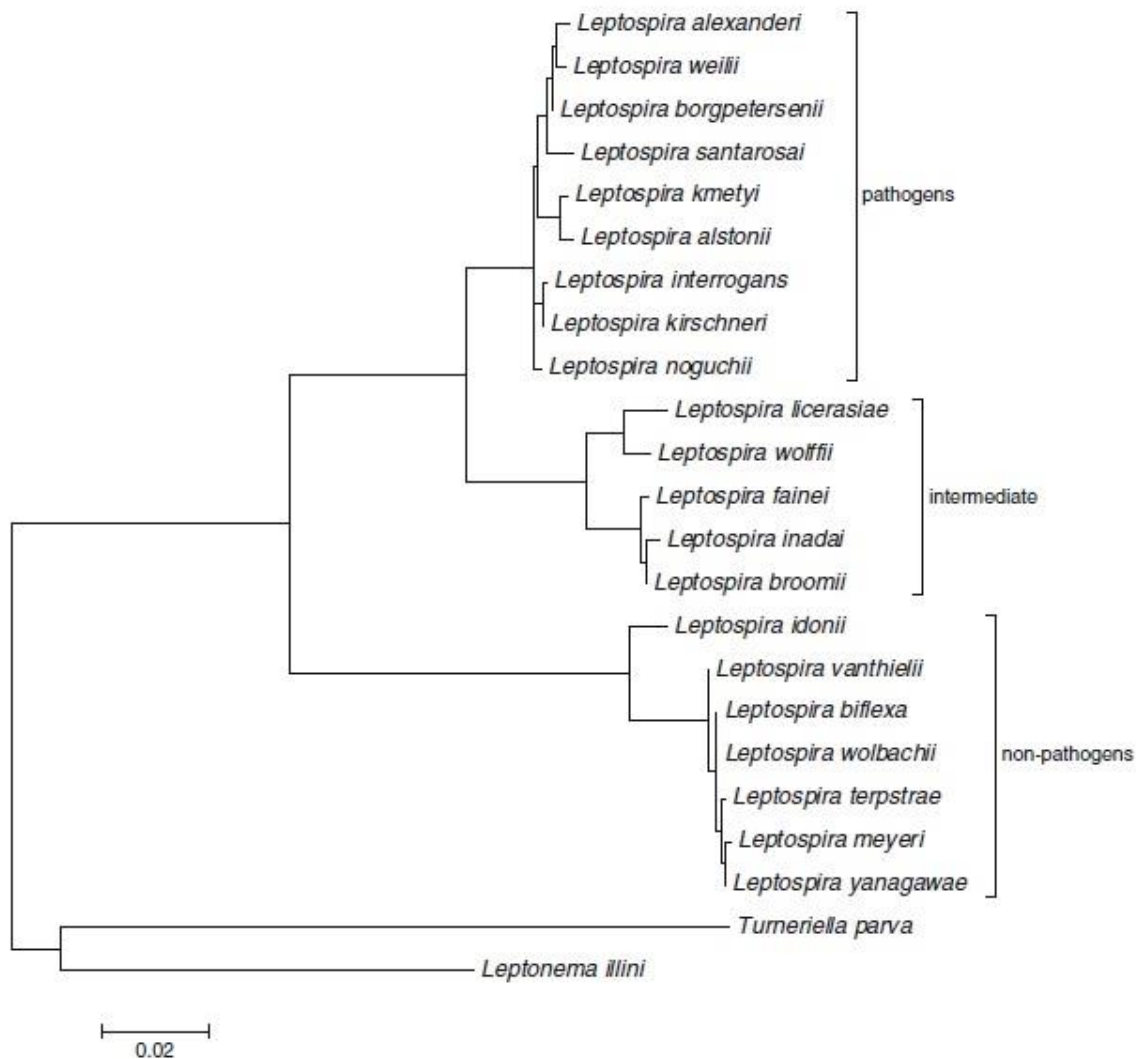 Leptospira alexanderi
Leptospira weilii
Leptospira borgpetersenii
Leptospira santarosai
Leptospira kmetyi
pathogens
Leptospira alstonii
Leptospira interrogans
Leptospira kirschneri
Leptospira noguchii
Leptospira licerasiae
Leptospira wolffii
Leptospira fainei
intermediate
Leptospira inadai
Leptospira broomii
Leptospira idonii
Leptospira vanthielii
Leptospira biflexa
Leptospira wolbachii
non-pathogens
Leptospira terpstrae
Leptospira meyeri
Leptospira yanagawae
Turneriella parva
Leptonema illini
0.02